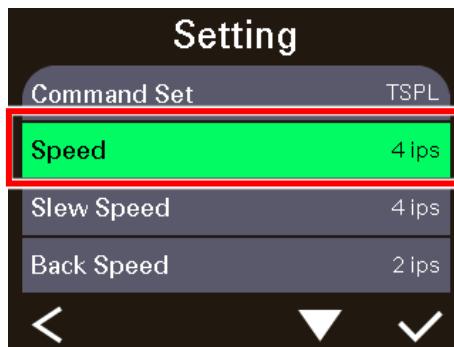 Setting
Command Set TSPL
Speed 4 ips
Slew Speed 4 ips
Back Speed 2 ips